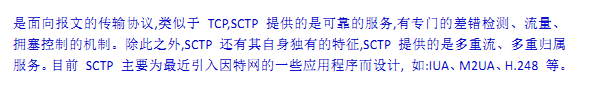 是面向报文的传输协议,类似于 TCP,SCTP 提供的是可靠的服务,有专门的差错检测、流量、
拥塞控制的机制。除此之外,SCTP 还有其自身独有的特征,SCTP 提供的是多重流、多重归属
服务。目前 SCTP 主要为最近引入因特网的一些应用程序而设计, 如:IUA、M2UA、H.248 等。